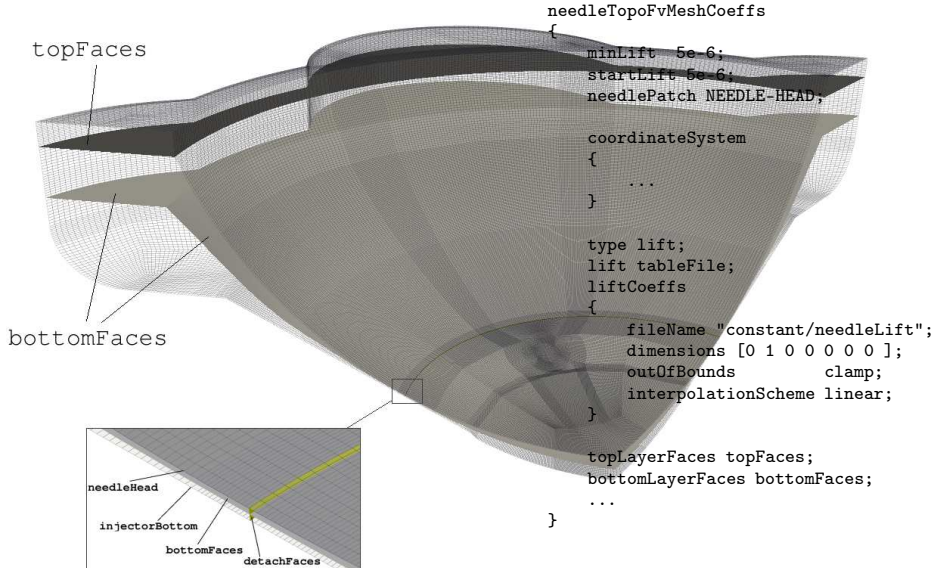 topFaces
bottomFaces
needleHead
injectorBottom
bottomFaces
detachFaces
needleTopoFvMeshCoeffs
{
minLift 5e-6;
startLift 5e-6;
needlePatch NEEDLE-HEAD;
coordinateSystem
{
...
}
type lift;
lift tableFile;
liftCoeffs
{
fileName "constant/needleLift";
dimensions [0 1 0 0 0 0 0 ];
outOfBounds clamp;
interpolationScheme linear;
}
topLayerFaces topFaces;
bottomLayerFaces bottomFaces;
...
}